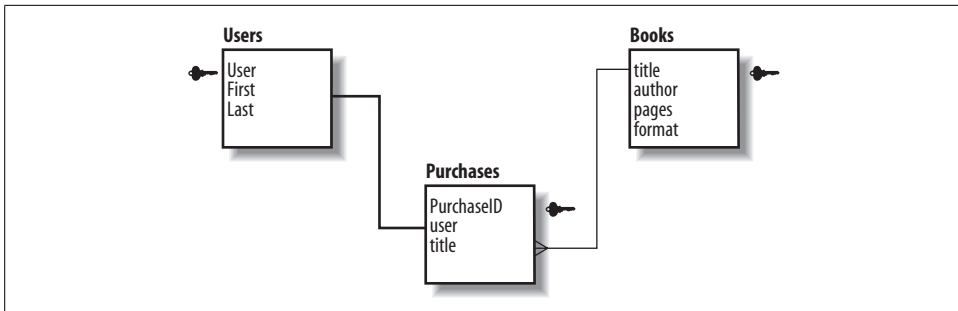 Users
User
First
Last
Books
title
author
pages
format
Purchases
PurchaseID
user
title